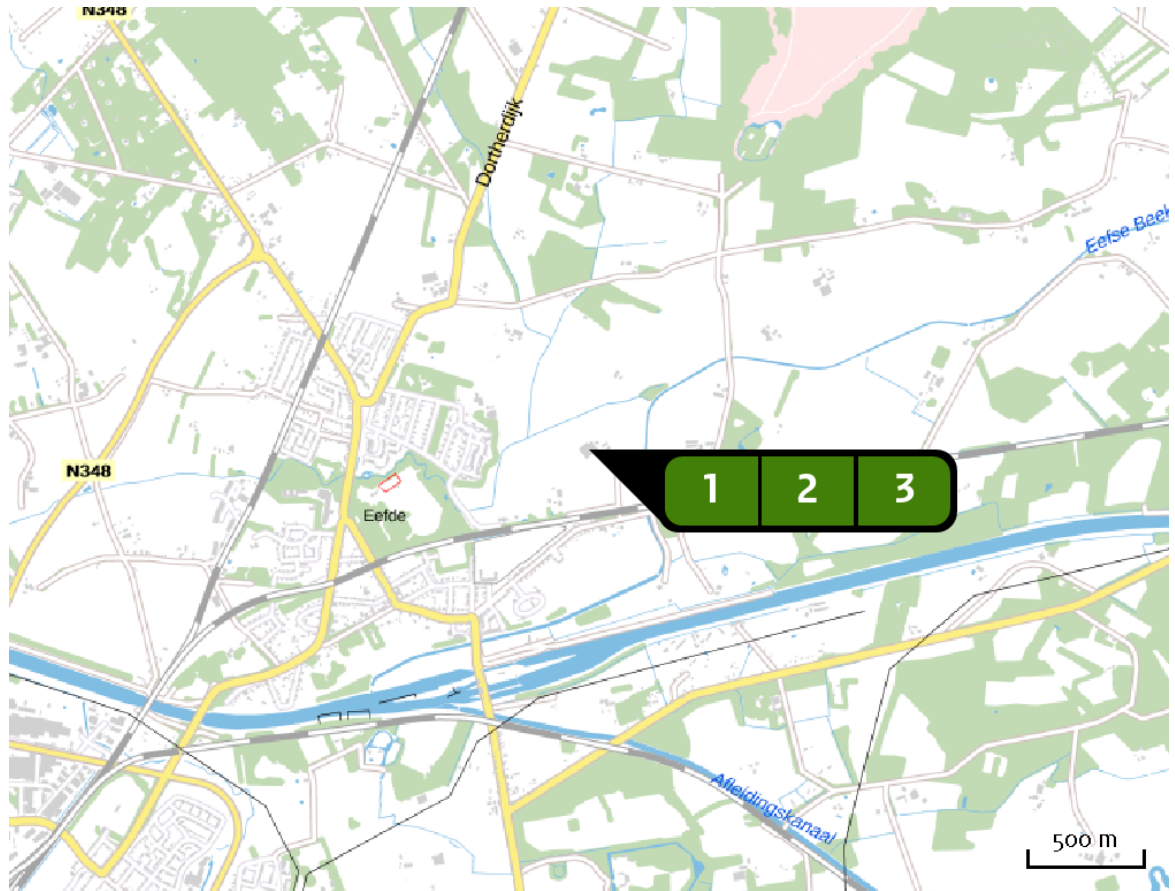 N348
Dortherdijk
Eefse Beek
N348
1 2 3
Eefde
Afleidingskanaal
500 m